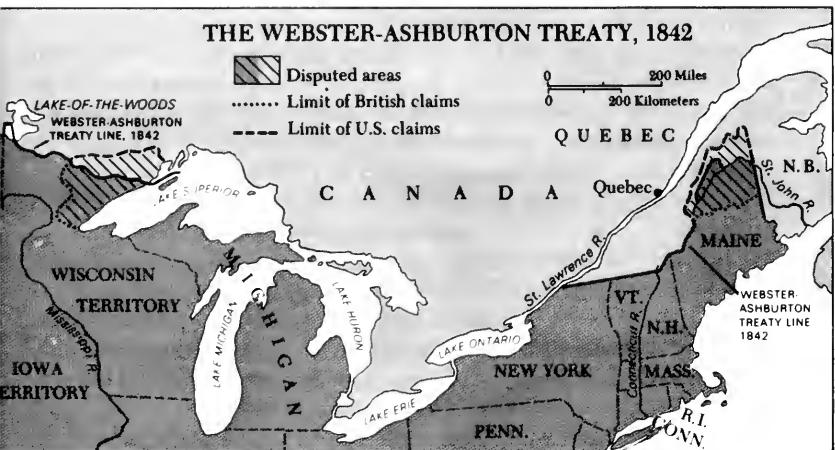 THE WEBSTER-ASHBURTON TREATY, 1842
Disputed areas
Limit of British claims
Limit of U.S. claims
0 200 Miles
0 200 Kilometers
LAKE-OF-THE-WOODS
WEBSTER-ASHBURTON
TREATY LINE, 1842
QUEBEC
N.B.
St. John R.
LAKE SUPERIOR
CANADA
Quebec
MAINE
WISCONSIN
TERRITORY
MICHIGAN
LAKE HURON
LAKE MICHIGAN
St. Lawrence R.
VT.
N.H.
WEBSTER-
ASHBURTON
TREATY LINE
1842
Mississippi R.
LAKE ONTARIO
Connecticut R.
IOWA
ERRITORY
NEW YORK
MASS.
LAKE ERIE
R.I.
CONN.
PENN.